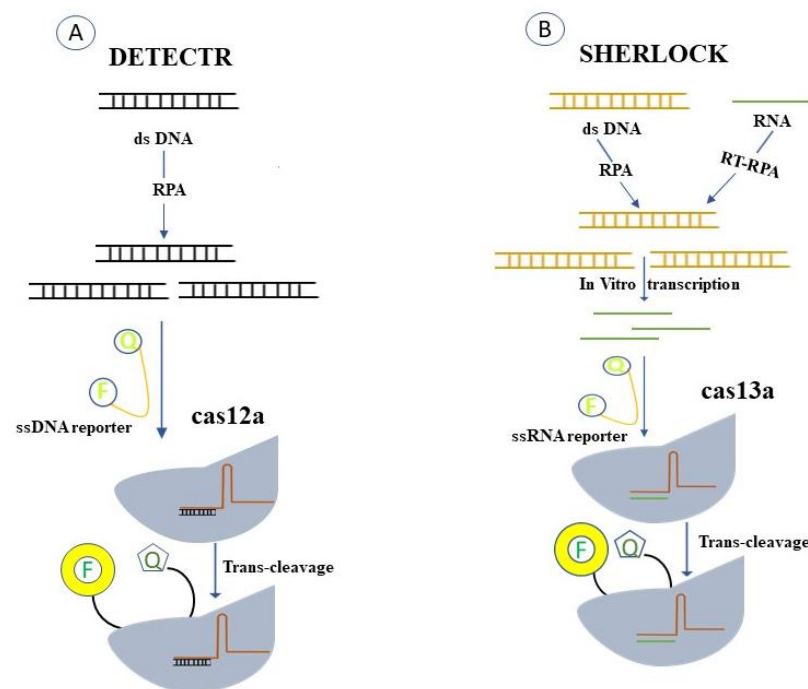 A
DETECTR
ds DNA
RPA
Q
F
ssDNA reporter
cas12a
F
Q
Trans-cleavage
B
SHERLOCK
ds DNA
RNA
RPA
RT-RPA
In Vitro transcription
Q
F
ssRNA reporter
cas13a
F
Q
Trans-cleavage